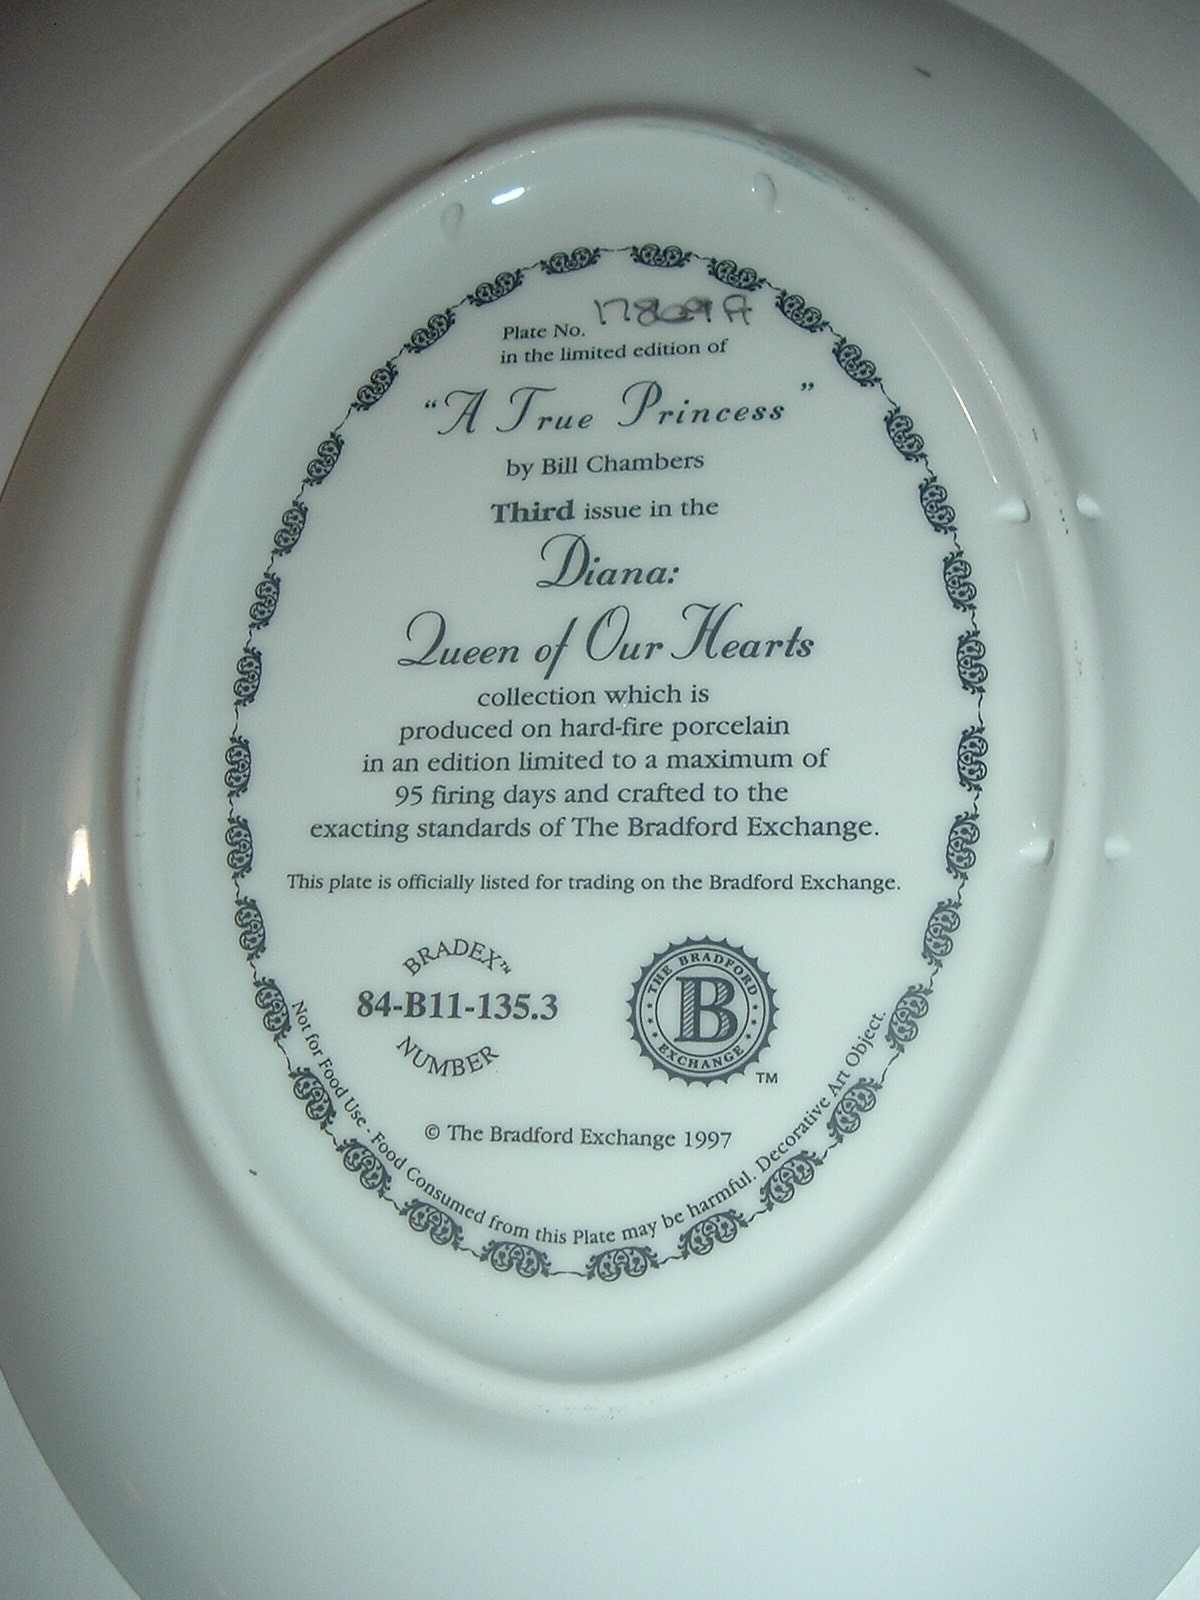 Plate No.
in the limited edition of
“A True Princess”
by Bill Chambers
Third issue in the
Diana:
Queen of Our Hearts
collection which is
produced on hard-fire porcelain
in an edition limited to a maximum of
95 firing days and crafted to the
exacting standards of The Bradford Exchange.
This plate is officially listed for trading on the Bradford Exchange.
BRADEX™
84-B11-135.3
NUMBER
THE BRADFORD
B
EXCHANGE
TM
© The Bradford Exchange 1997
Not for Food Use - Food Consumed from this Plate may be harmful. Decorative Art Object.